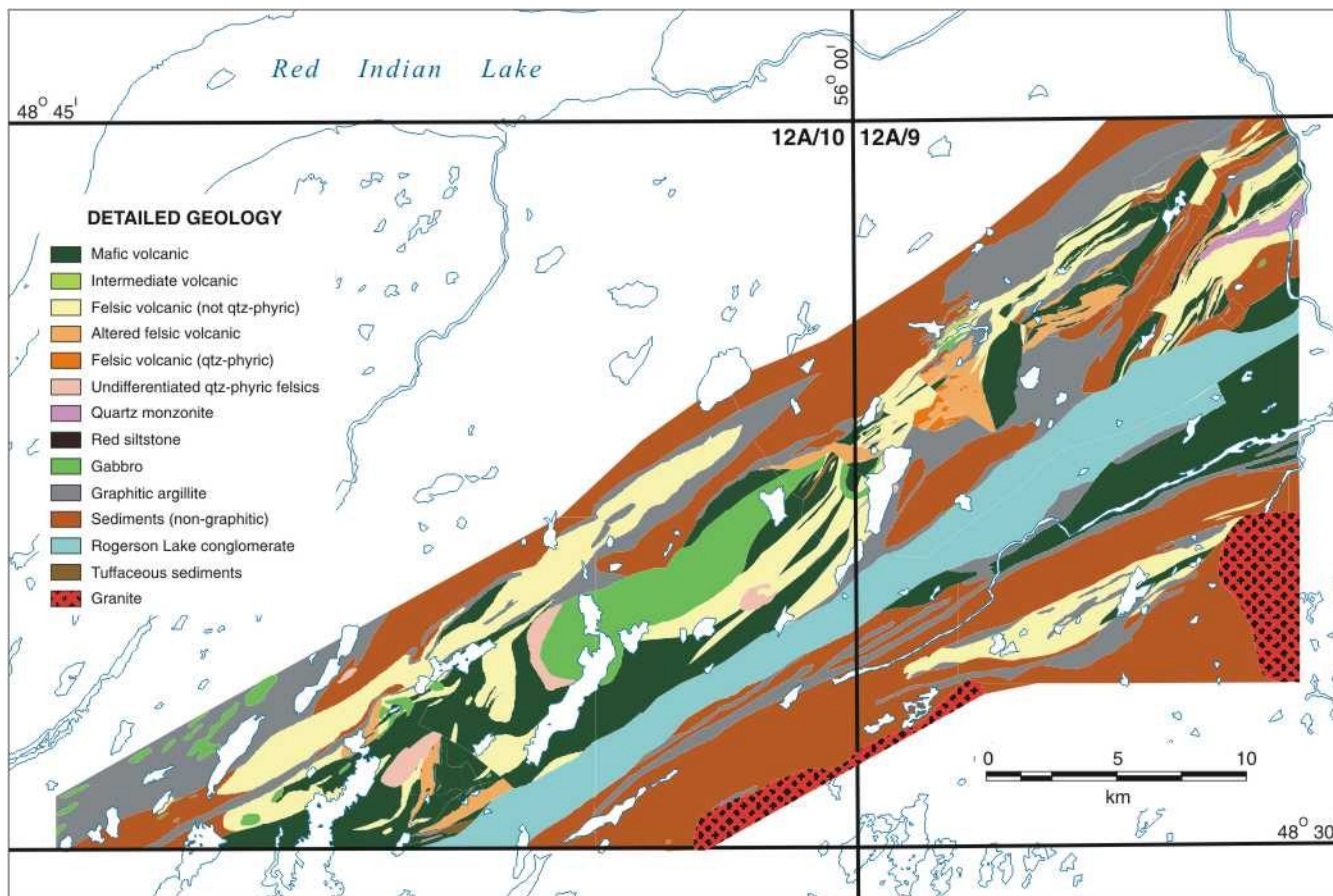 Red Indian Lake
48° 45'
56° 00'
12A/10 12A/9
DETAILED GEOLOGY
Mafic volcanic
Intermediate volcanic
Felsic volcanic (not qtz-phyric)
Altered felsic volcanic
Felsic volcanic (qtz-phyric)
Undifferentiated qtz-phyric felsics
Quartz monzonite
Red siltstone
Gabbro
Graphitic argillite
Sediments (non-graphitic)
Rogerson Lake conglomerate
Tuffaceous sediments
Granite
0 5 10
km
48° 30